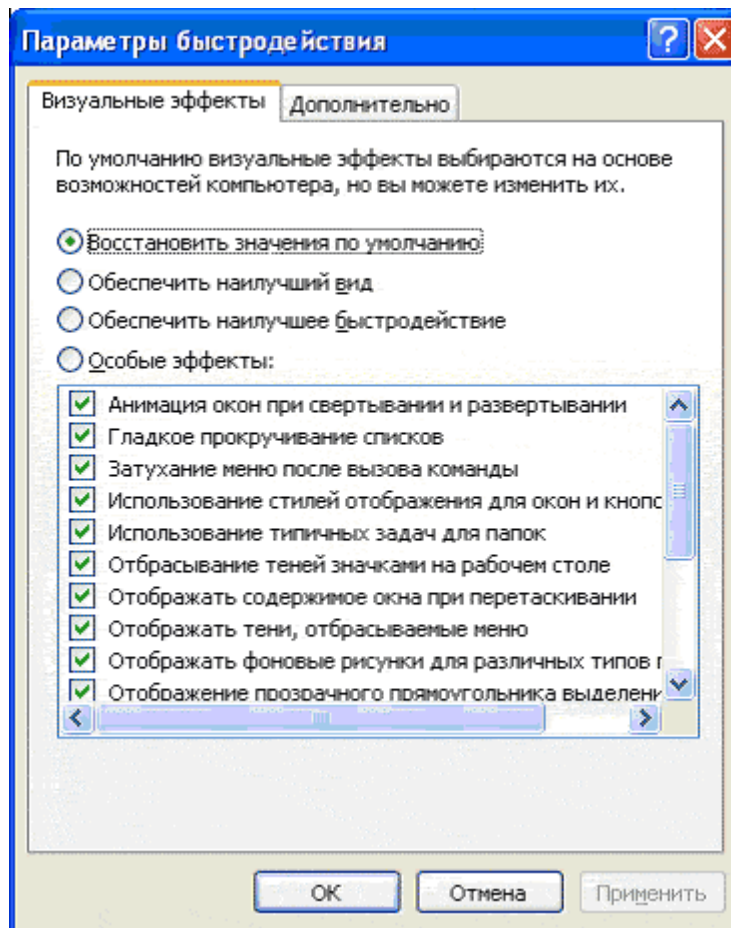 Параметры быстродействия
Визуальные эффекты
Дополнительно
По умолчанию визуальные эффекты выбираются на основе
возможностей компьютера, но вы можете изменить их.
Восстановить значения по умолчанию
Обеспечить наилучший вид
Обеспечить наилучшее быстродействие
Особые эффекты:
Анимация окон при свертывании и развертывании
Гладкое прокручивание списков
Затухание меню после вызова команды
Использование стилей отображения для окон и кнопо
Использование типичных задач для папок
Отбрасывание теней значками на рабочем столе
Отображать содержимое окна при перетаскивании
Отображать тени, отбрасываемые меню
Отображать фоновые рисунки для различных типов п
Отображение прозрачного прямоугольника выделени
ОК
Отмена
Применить